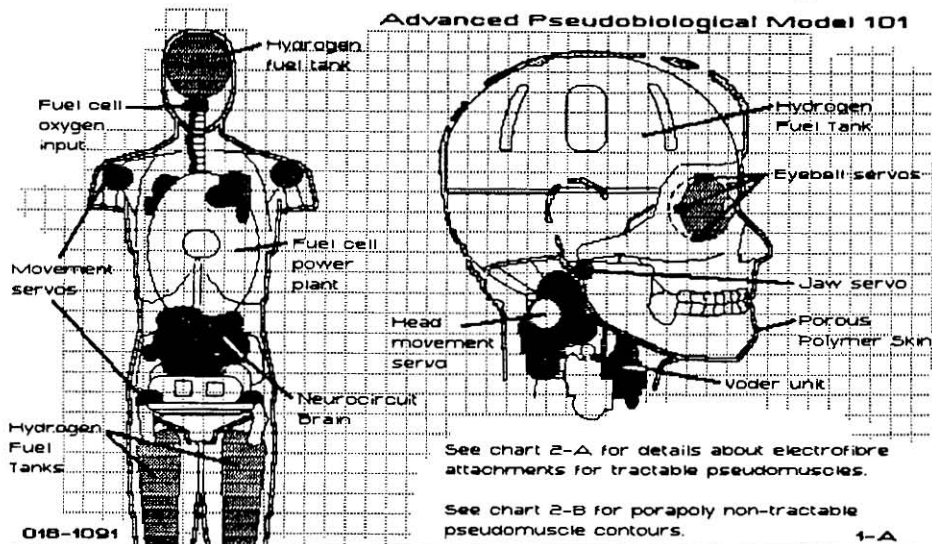 Advanced Pseudobiological Model 101
Hydrogen
fuel tank
Fuel cell
oxygen
input
Movement
servos
Fuel cell
power
plant
Neurocircuit
Brain
Hydrogen
Fuel
Tanks
018-1091
Hydrogen
Fuel Tank
Eyeball servos
Jaw servo
Head
movement
servo
Porous
Polymer Skin
Voder unit
See chart 2-A for details about electrofibre
attachments for tractable pseudomuscles.
See chart 2-B for porapoly non-tractable
pseudomuscle contours.
1-A